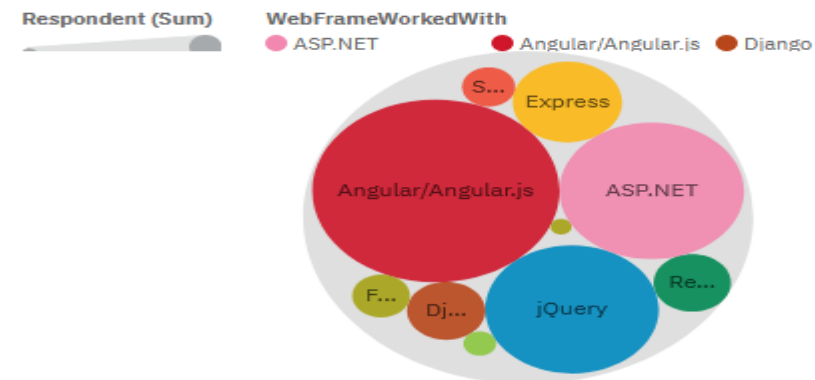 Respondent (Sum)
WebFrameWorkedWith
ASP.NET
Angular/Angular.js
Django
S...
Express
Angular/Angular.js
ASP.NET
Re...
F...
Dj...
jQuery